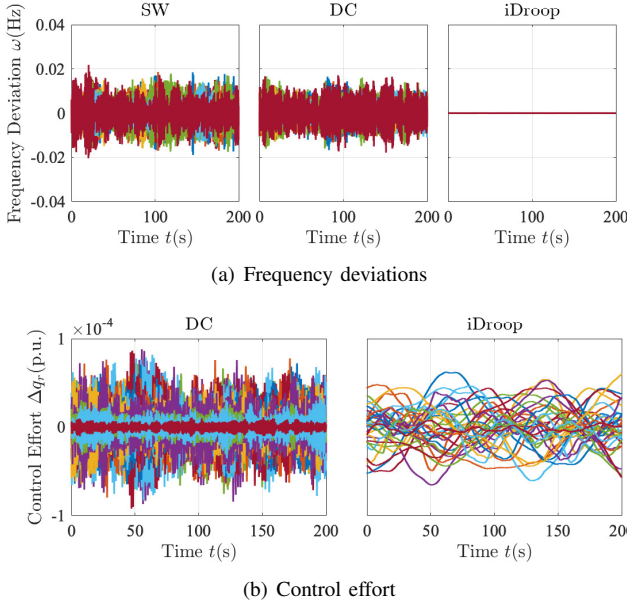 SW DC iDroop
Frequency Deviation ω(Hz)
0.04
0.02
0
-0.02
-0.04
0 100 200 0 100 200 0 100 200
Time t(s) Time t(s) Time t(s)
(a) Frequency deviations
×10⁻⁴ DC iDroop
Control Effort Δqᵣ(p.u.)
1
0
-1
0 50 100 150 200 0 50 100 150 200
Time t(s) Time t(s)
(b) Control effort